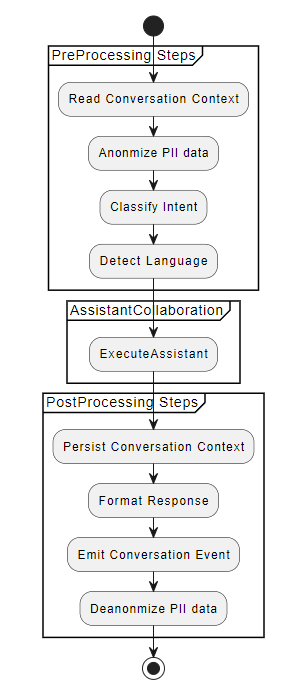 PreProcessing Steps
Read Conversation Context
Anonmize PII data
Classify Intent
Detect Language
AssistantCollaboration
ExecuteAssistant
PostProcessing Steps
Persist Conversation Context
Format Response
Emit Conversation Event
Deanonmize PII data